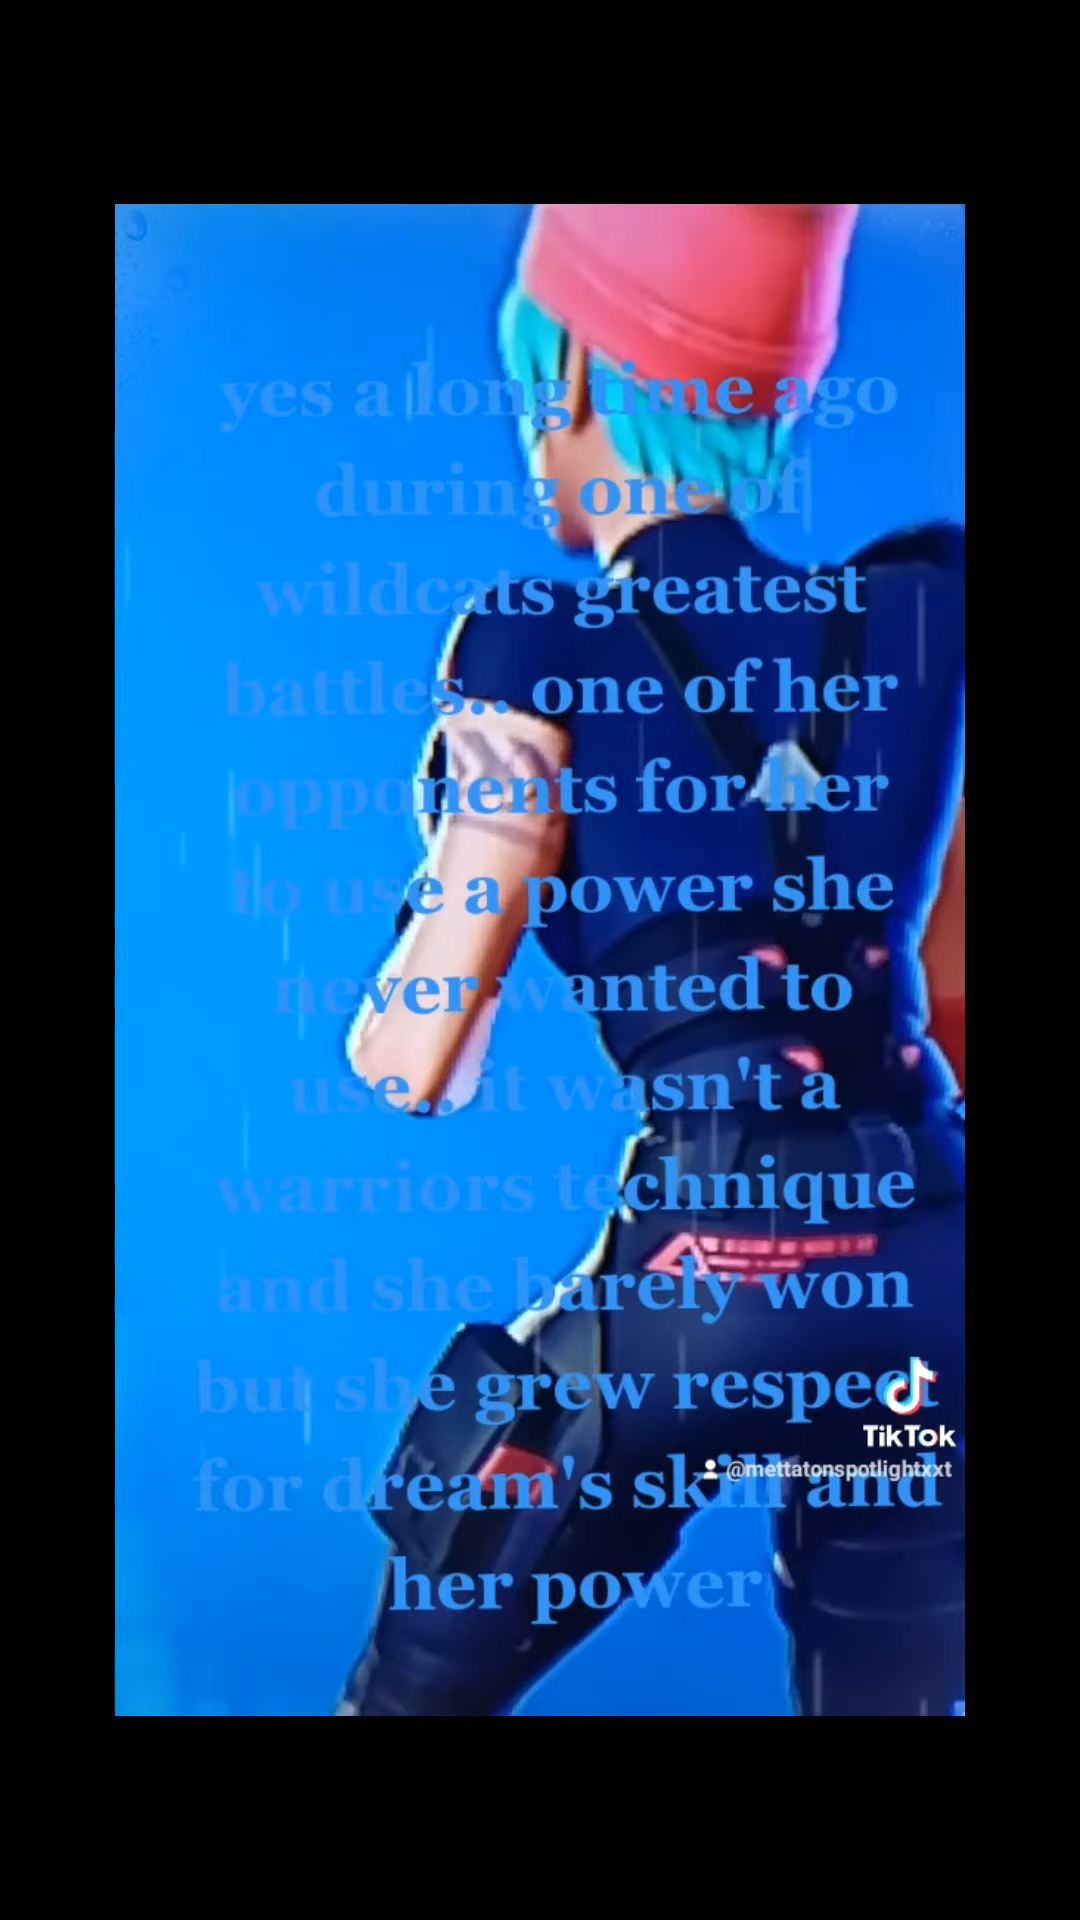 yes a long time ago
during one of
wildcats greatest
battles.. one of her
opponents for her
to use a power she
never wanted to
use.. it wasn't a
warriors technique
and she barely won
but she grew respect
for dream's skill and
her power
TikTok
@mettatonspotlightxxt